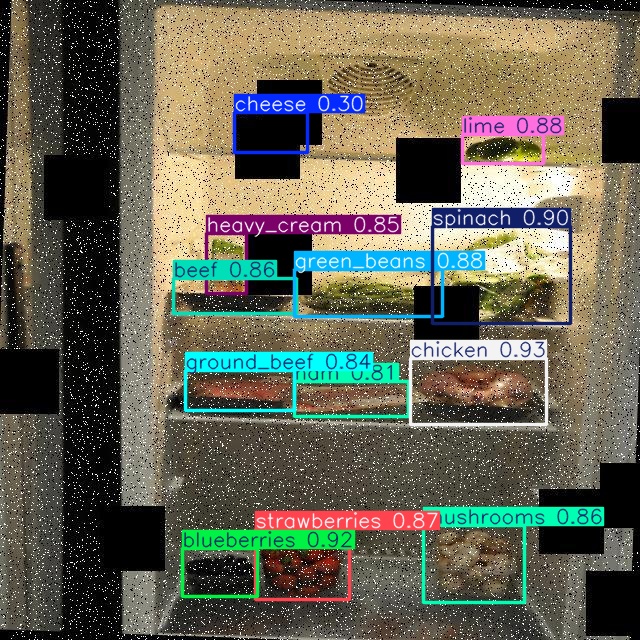 cheese 0.30
lime 0.88
spinach 0.90
heavy_cream 0.85
green_beans 0.88
beef 0.86
chicken 0.93
ground_beef 0.84
ham 0.81
mushrooms 0.86
strawberries 0.87
blueberries 0.92